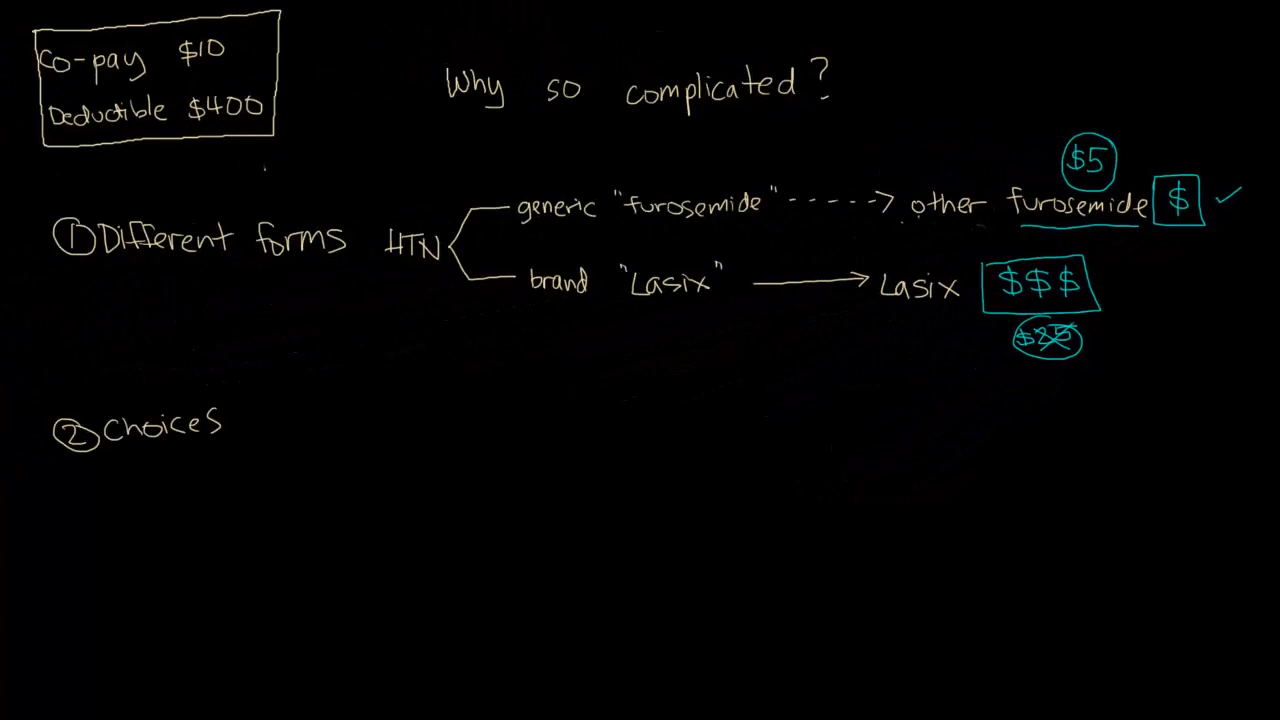 Co-pay $10
Deductible $400
Why so complicated?
$5
① Different forms HTN generic "furosemide" -----> other furosemide $ ✓
brand "Lasix" → Lasix $$$
$25
② Choices